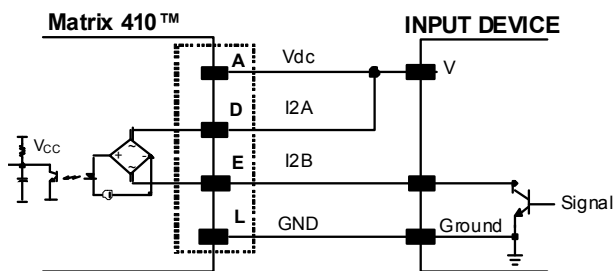 Matrix 410™ INPUT DEVICE
A Vdc V
D I2A
VCC
E I2B
Signal
L GND Ground